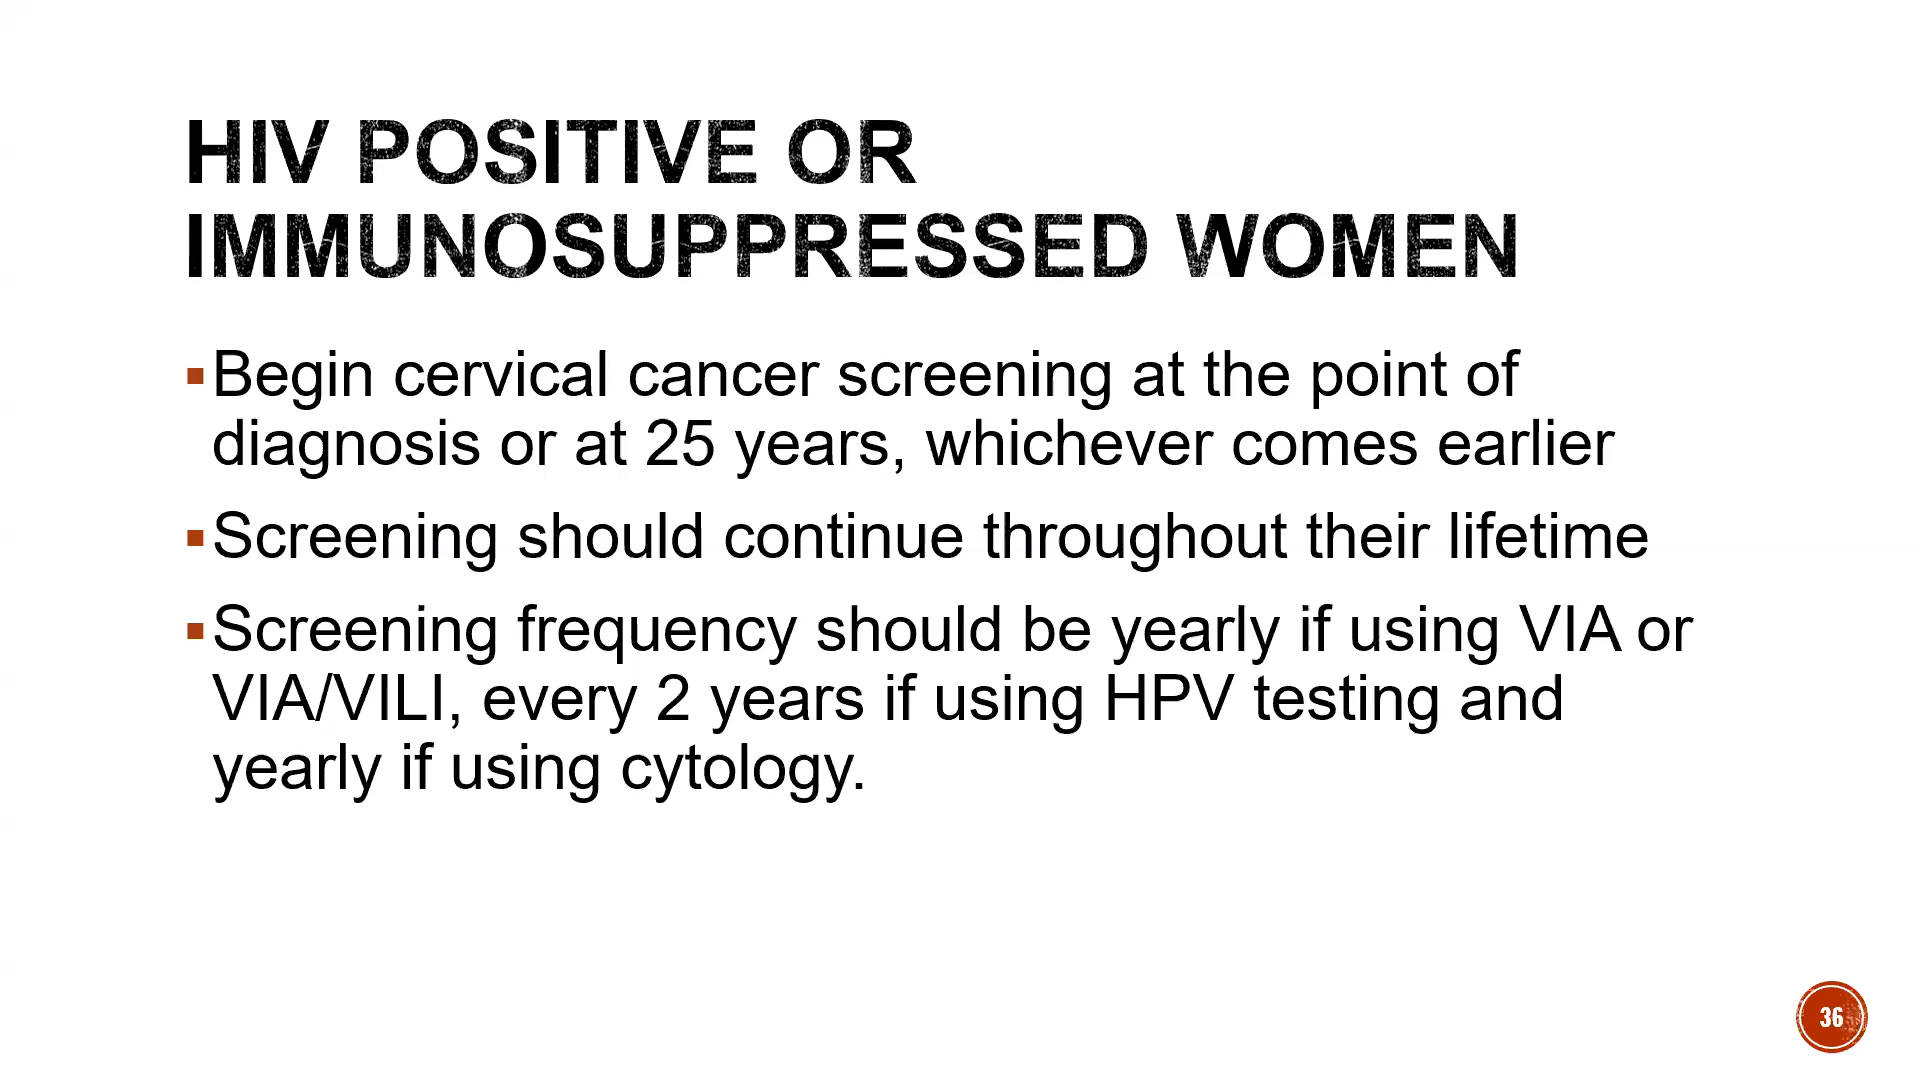 HIV POSITIVE OR
IMMUNOSUPPRESSED WOMEN
▪Begin cervical cancer screening at the point of
diagnosis or at 25 years, whichever comes earlier
▪Screening should continue throughout their lifetime
▪Screening frequency should be yearly if using VIA or
VIA/VILI, every 2 years if using HPV testing and
yearly if using cytology.
36